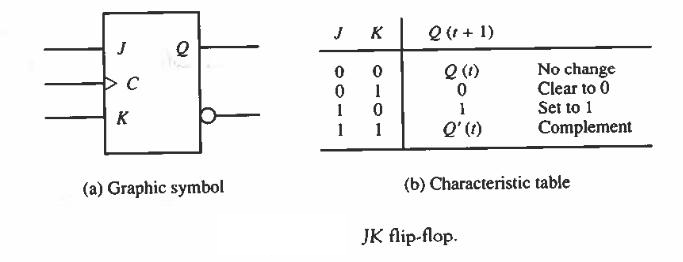 J Q
C
K
(a) Graphic symbol
J K Q (t + 1)
0 0 Q (t) No change
0 1 0 Clear to 0
1 0 1 Set to 1
1 1 Q' (t) Complement
(b) Characteristic table
JK flip-flop.